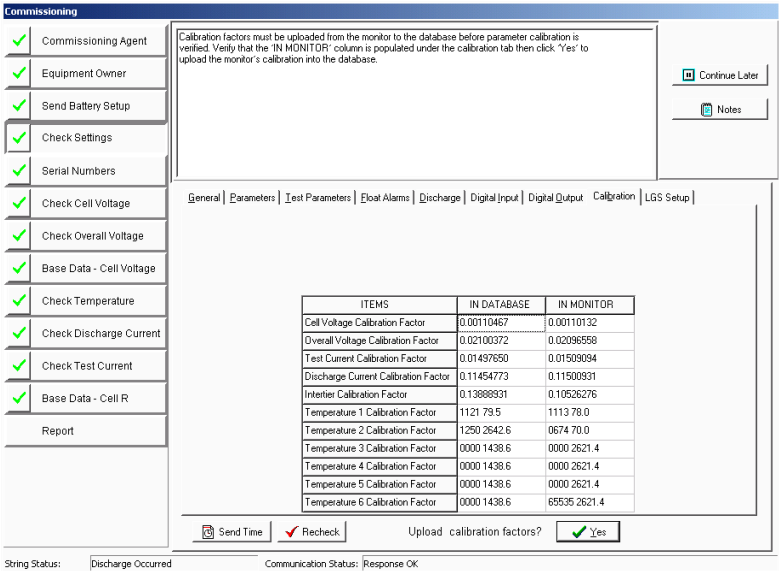 Commissioning
Commissioning Agent
Equipment Owner
Send Battery Setup
Check Settings
Serial Numbers
Check Cell Voltage
Check Overall Voltage
Base Data - Cell Voltage
Check Temperature
Check Discharge Current
Check Test Current
Base Data - Cell R
Report
Calibration factors must be uploaded from the monitor to the database before parameter calibration is
verified. Verify that the 'IN MONITOR' column is populated under the calibration tab then click 'Yes' to
upload the monitor's calibration into the database.
Continue Later
Notes
General Parameters Test Parameters Float Alarms Discharge Digital Input Digital Output Calibration LGS Setup
ITEMS IN DATABASE IN MONITOR
Cell Voltage Calibration Factor 0.00110467 0.00110132
Overall Voltage Calibration Factor 0.02100372 0.02096558
Test Current Calibration Factor 0.01497650 0.01509094
Discharge Current Calibration Factor 0.11454773 0.11500931
Intertier Calibration Factor 0.13888931 0.10526276
Temperature 1 Calibration Factor 1121 79.5 1113 78.0
Temperature 2 Calibration Factor 1250 2642.6 0674 70.0
Temperature 3 Calibration Factor 0000 1438.6 0000 2621.4
Temperature 4 Calibration Factor 0000 1438.6 0000 2621.4
Temperature 5 Calibration Factor 0000 1438.6 0000 2621.4
Temperature 6 Calibration Factor 0000 1438.6 65535 2621.4
Send Time Recheck Upload calibration factors? Yes
String Status: Discharge Occurred Communication Status: Response OK